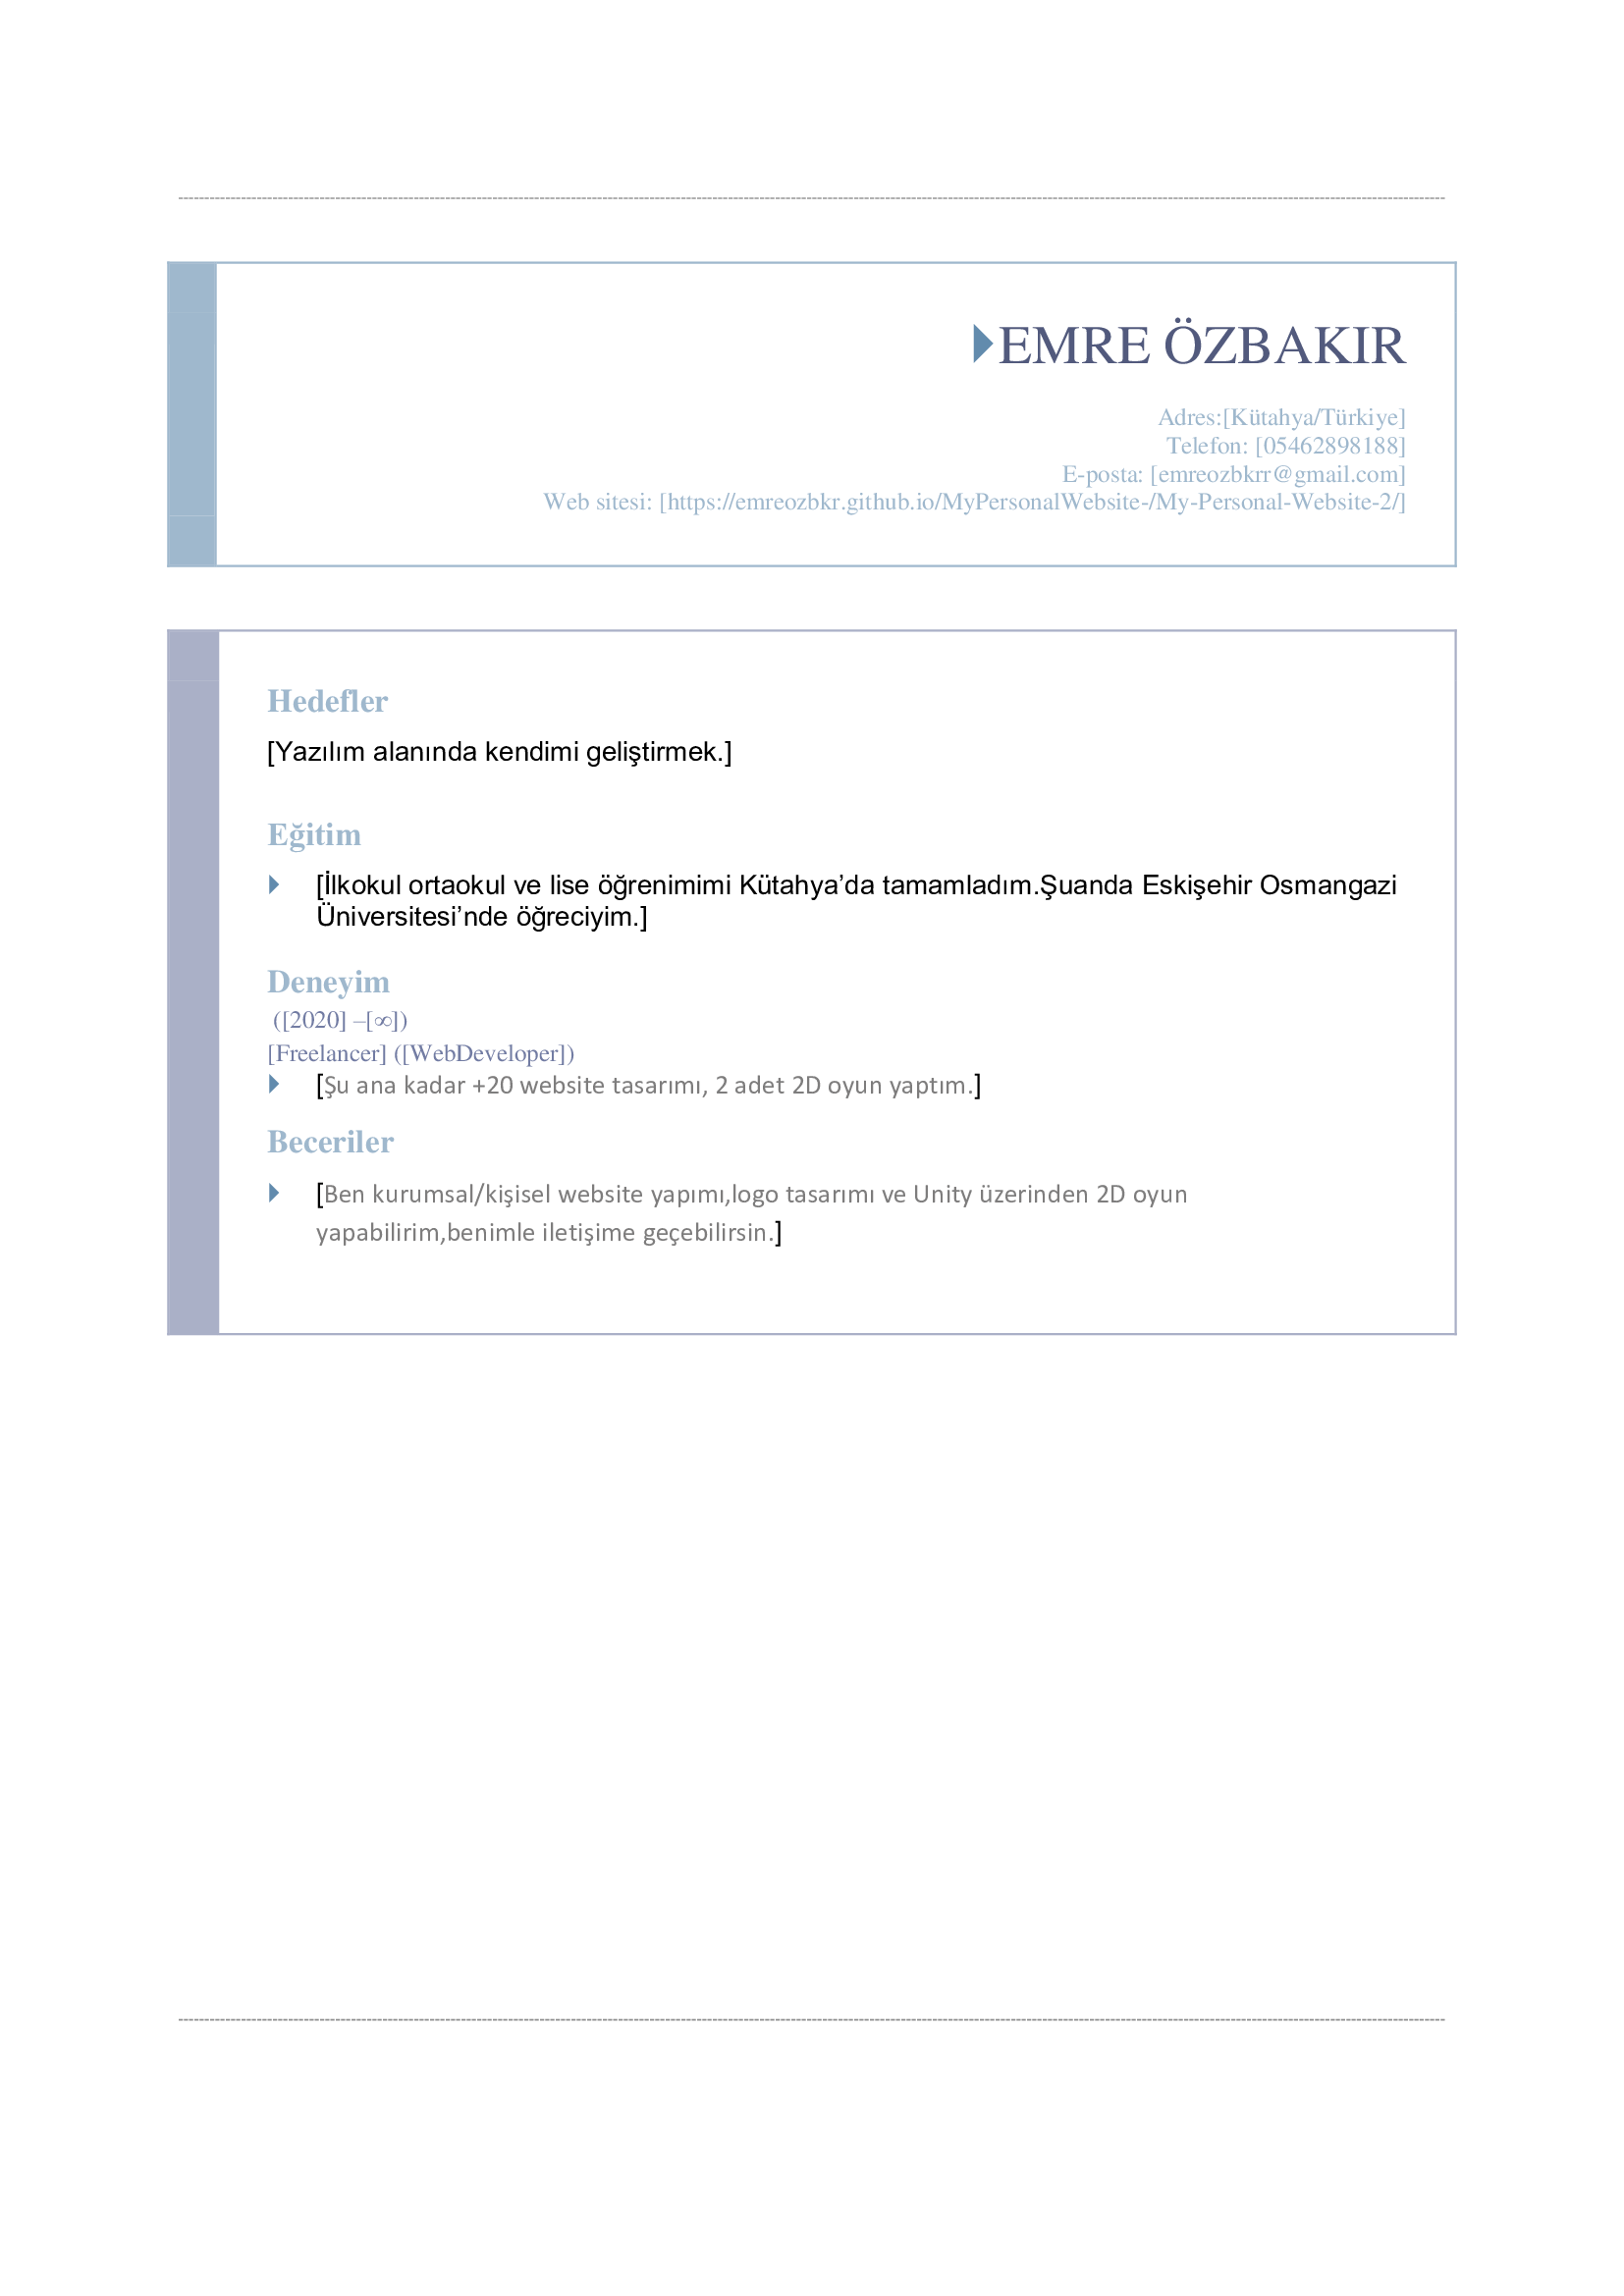 EMRE ÖZBAKIR
Adres:[Kütahya/Türkiye]
Telefon: [05462898188]
E-posta: [emreozbkrr@gmail.com]
Web sitesi: [https://emreozbkr.github.io/MyPersonalWebsite-/My-Personal-Website-2/]
Hedefler
[Yazılım alanında kendimi geliştirmek.]
Eğitim
[İlkokul ortaokul ve lise öğrenimimi Kütahya’da tamamladım.Şuanda Eskişehir Osmangazi
Üniversitesi’nde öğreciyim.]
Deneyim
([2020] –[∞])
[Freelancer] ([WebDeveloper])
[Şu ana kadar +20 website tasarımı, 2 adet 2D oyun yaptım.]
Beceriler
[Ben kurumsal/kişisel website yapımı,logo tasarımı ve Unity üzerinden 2D oyun
yapabilirim,benimle iletişime geçebilirsin.]